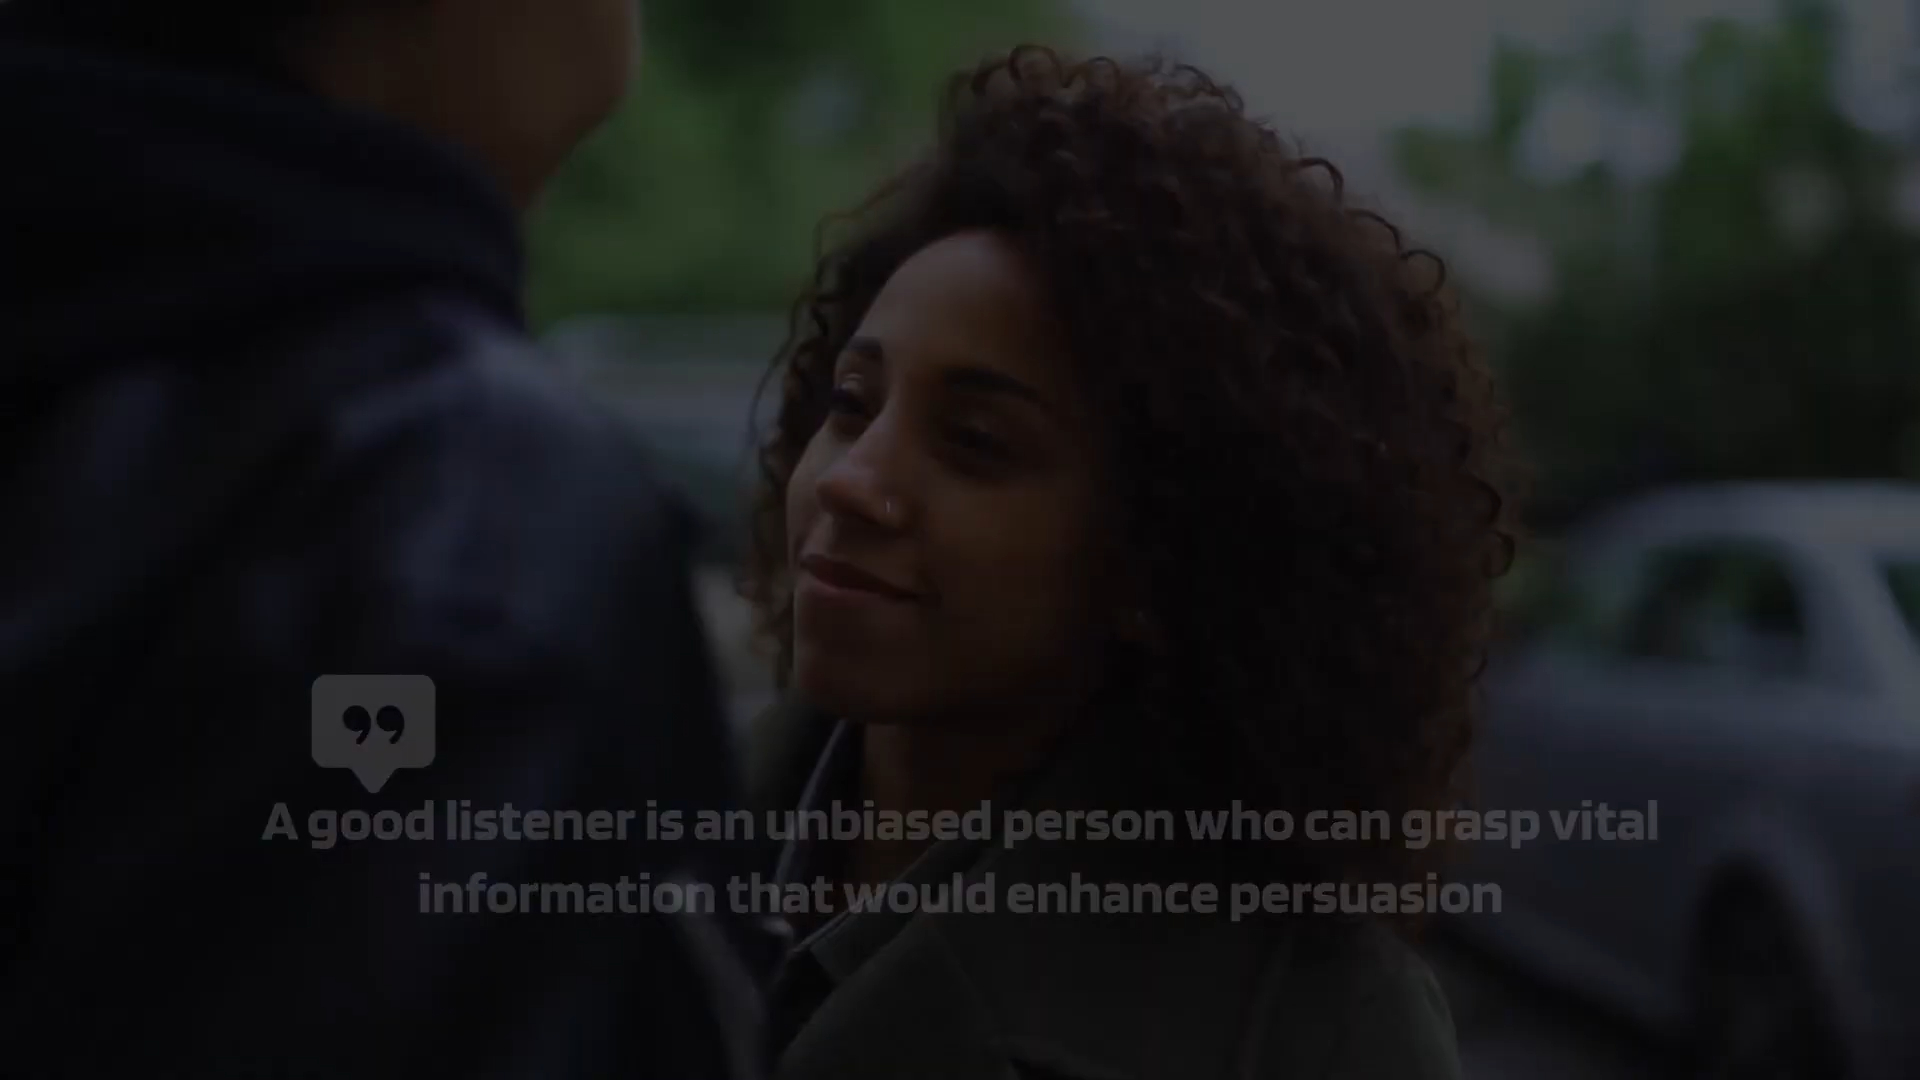 A good listener is an unbiased person who can grasp vital
information that would enhance persuasion